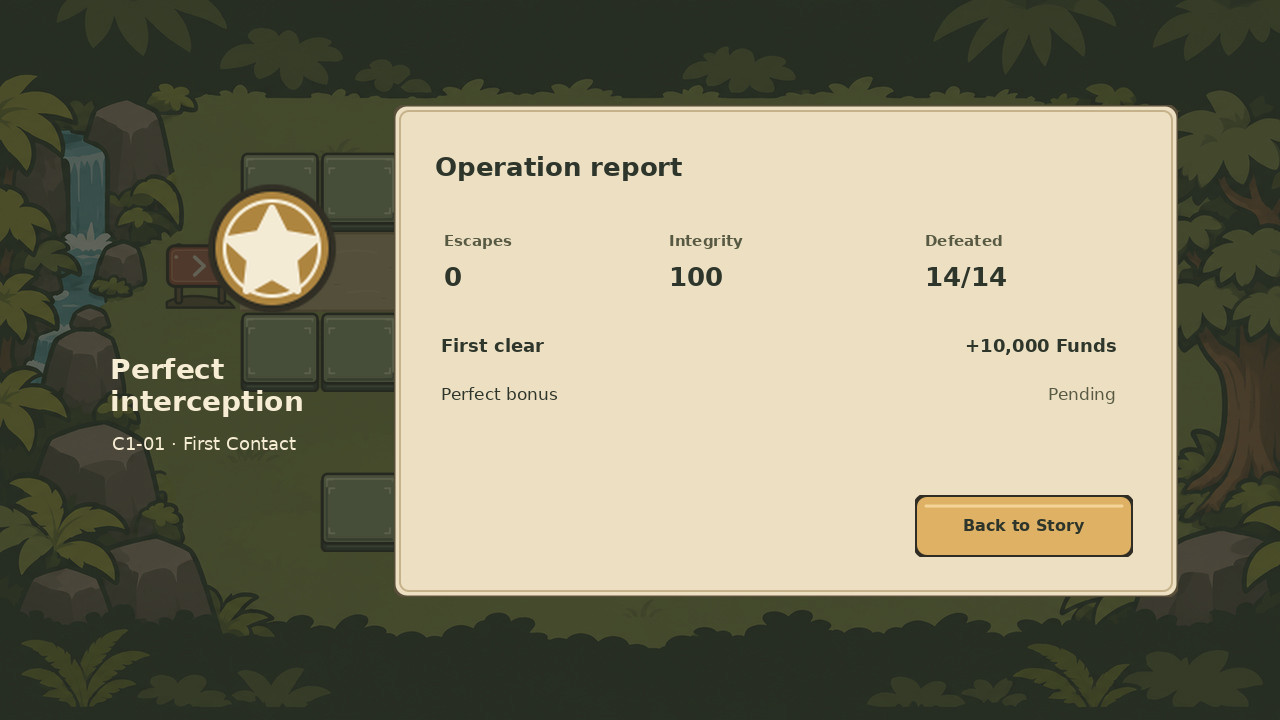 Operation report
Escapes
Integrity
Defeated
0
100
14/14
First clear
+10,000 Funds
Perfect bonus
Pending
Perfect
interception
C1-01 · First Contact
Back to Story